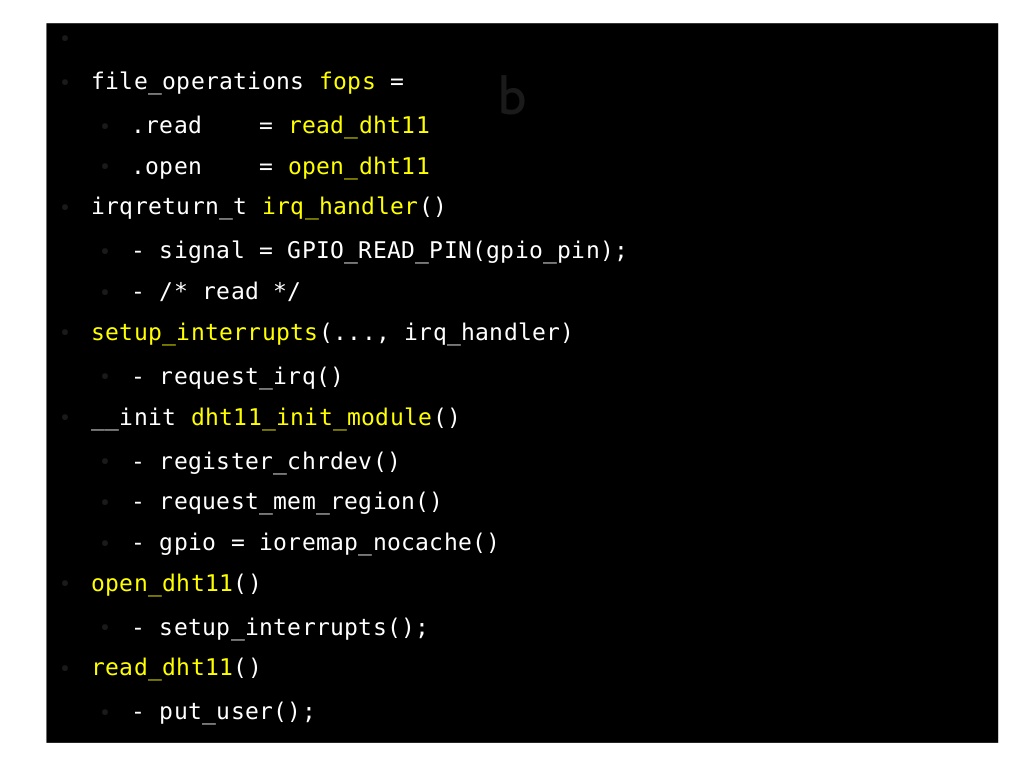 b
file_operations fops =
.read    = read_dht11
.open    = open_dht11
irqreturn_t irq_handler()
- signal = GPIO_READ_PIN(gpio_pin);
- /* read */
setup_interrupts(..., irq_handler)
- request_irq()
__init dht11_init_module()
- register_chrdev()
- request_mem_region()
- gpio = ioremap_nocache()
open_dht11()
- setup_interrupts();
read_dht11()
- put_user();